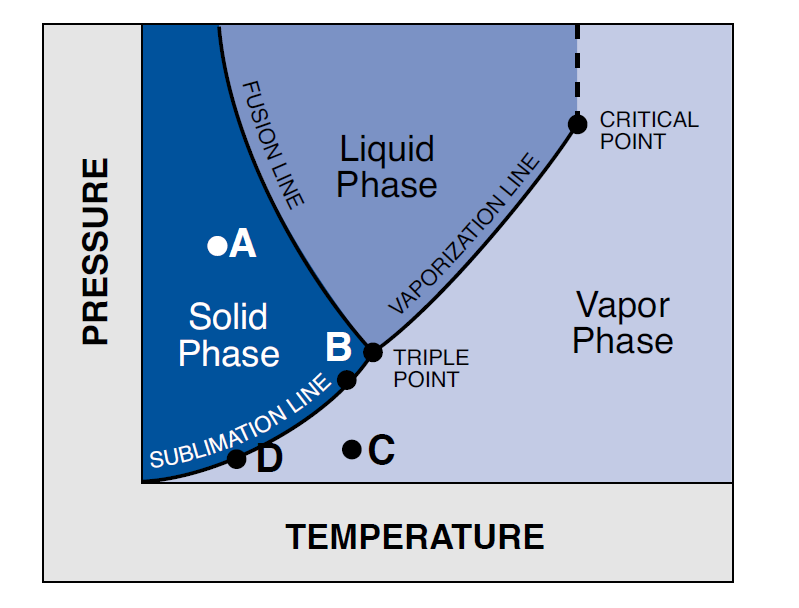 PRESSURE
FUSION LINE
Liquid
Phase
CRITICAL
POINT
VAPORIZATION LINE
A
Solid
Phase
B
TRIPLE
POINT
Vapor
Phase
SUBLIMATION LINE
D
C
TEMPERATURE